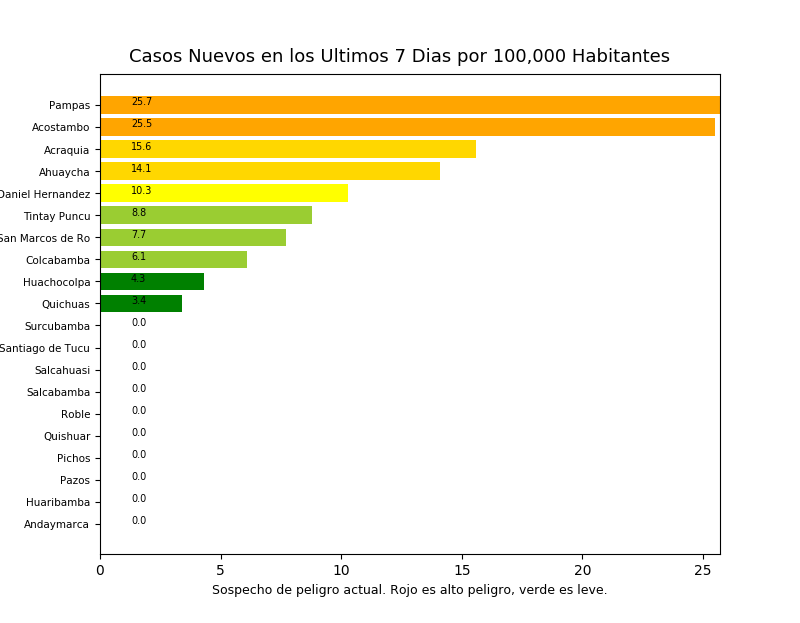 Casos Nuevos en los Ultimos 7 Dias por 100,000 Habitantes
Pampas 25.7
Acostambo 25.5
Acraquia 15.6
Ahuaycha 14.1
Daniel Hernandez 10.3
Tintay Puncu 8.8
San Marcos de Ro 7.7
Colcabamba 6.1
Huachocolpa 4.3
Quichuas 3.4
Surcubamba 0.0
Santiago de Tucu 0.0
Salcahuasi 0.0
Salcabamba 0.0
Roble 0.0
Quishuar 0.0
Pichos 0.0
Pazos 0.0
Huaribamba 0.0
Andaymarca 0.0
0 5 10 15 20 25
Sospecho de peligro actual. Rojo es alto peligro, verde es leve.